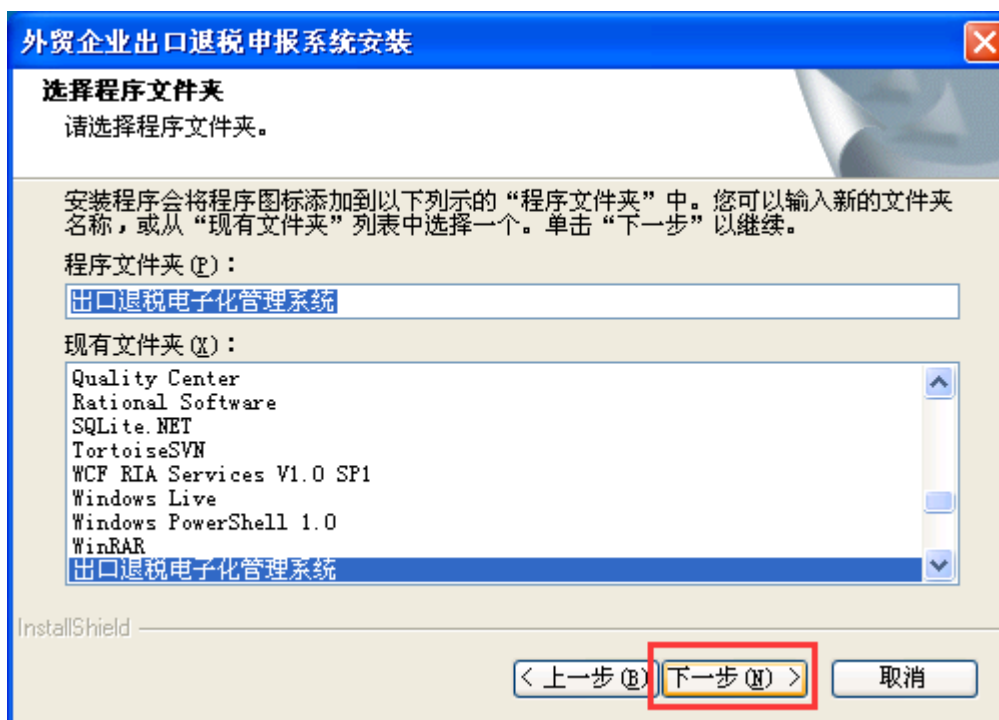 外贸企业出口退税申报系统安装
选择程序文件夹
请选择程序文件夹。
安装程序会将程序图标添加到以下列示的“程序文件夹”中。您可以输入新的文件夹
名称，或从“现有文件夹”列表中选择一个。单击“下一步”以继续。
程序文件夹(P)：
出口退税电子化管理系统
现有文件夹(X)：
Quality Center
Rational Software
SQLite.NET
TortoiseSVN
WCF RIA Services V1.0 SP1
Windows Live
Windows PowerShell 1.0
WinRAR
出口退税电子化管理系统
InstallShield
< 上一步(B) 下一步(N) > 取消